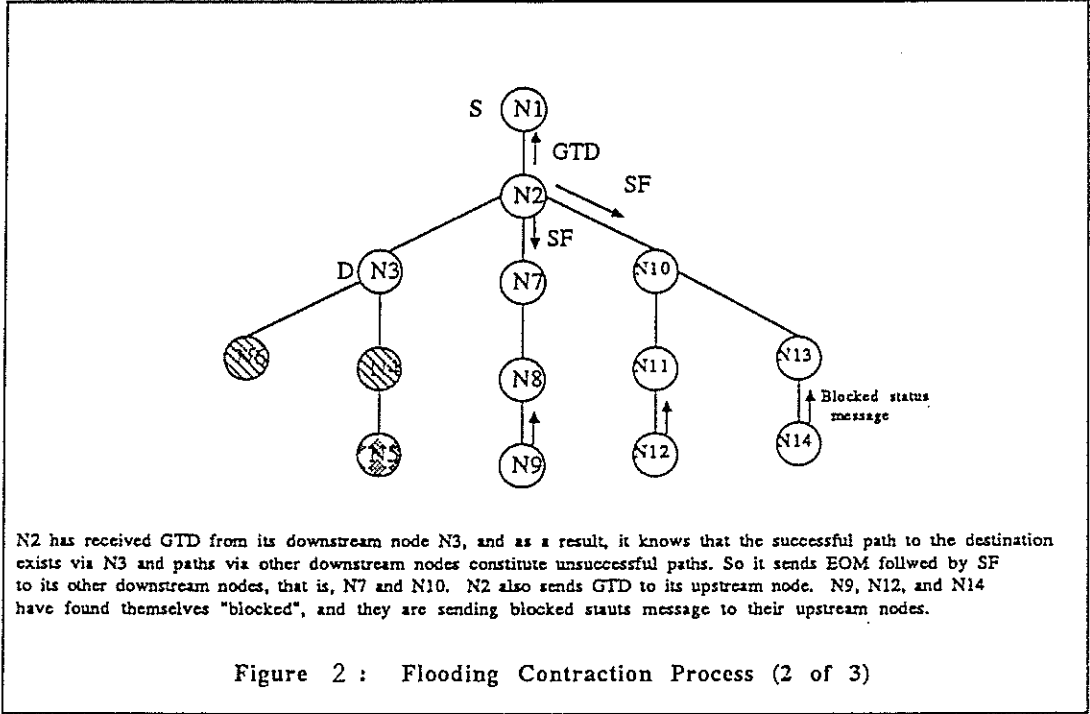 S N1
GTD
N2 SF
SF
D N3 N7 N10
N6 N4 N8 N11 N13
Blocked status
message
N5 N9 N12 N14
N2 has received GTD from its downstream node N3, and as a result, it knows that the successful path to the destination
exists via N3 and paths via other downstream nodes constitute unsuccessful paths. So it sends EOM follwed by SF
to its other downstream nodes, that is, N7 and N10. N2 also sends GTD to its upstream node. N9, N12, and N14
have found themselves "blocked", and they are sending blocked stauts message to their upstream nodes.
Figure 2 : Flooding Contraction Process (2 of 3)